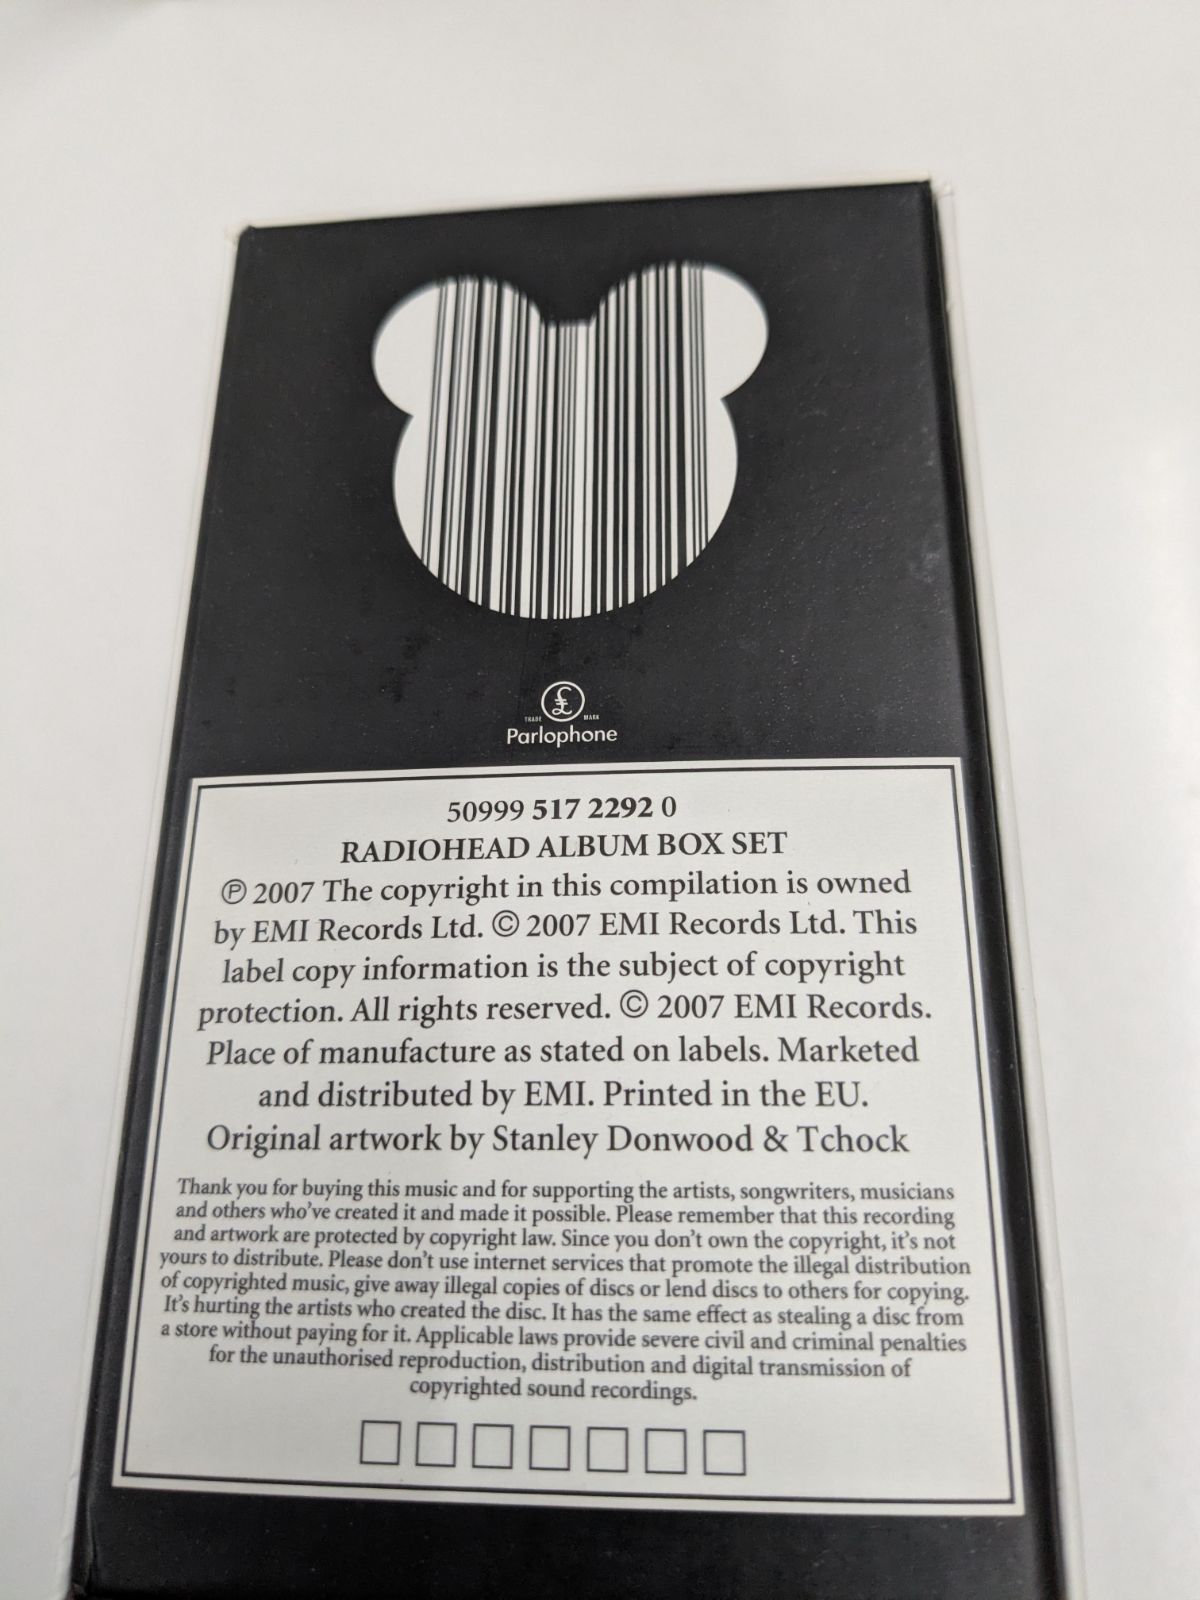 TRADE £ MARK
Parlophone
50999 517 2292 0
RADIOHEAD ALBUM BOX SET
℗ 2007 The copyright in this compilation is owned
by EMI Records Ltd. © 2007 EMI Records Ltd. This
label copy information is the subject of copyright
protection. All rights reserved. © 2007 EMI Records.
Place of manufacture as stated on labels. Marketed
and distributed by EMI. Printed in the EU.
Original artwork by Stanley Donwood & Tchock
Thank you for buying this music and for supporting the artists, songwriters, musicians
and others who've created it and made it possible. Please remember that this recording
and artwork are protected by copyright law. Since you don't own the copyright, it's not
yours to distribute. Please don't use internet services that promote the illegal distribution
of copyrighted music, give away illegal copies of discs or lend discs to others for copying.
It's hurting the artists who created the disc. It has the same effect as stealing a disc from
a store without paying for it. Applicable laws provide severe civil and criminal penalties
for the unauthorised reproduction, distribution and digital transmission of
copyrighted sound recordings.